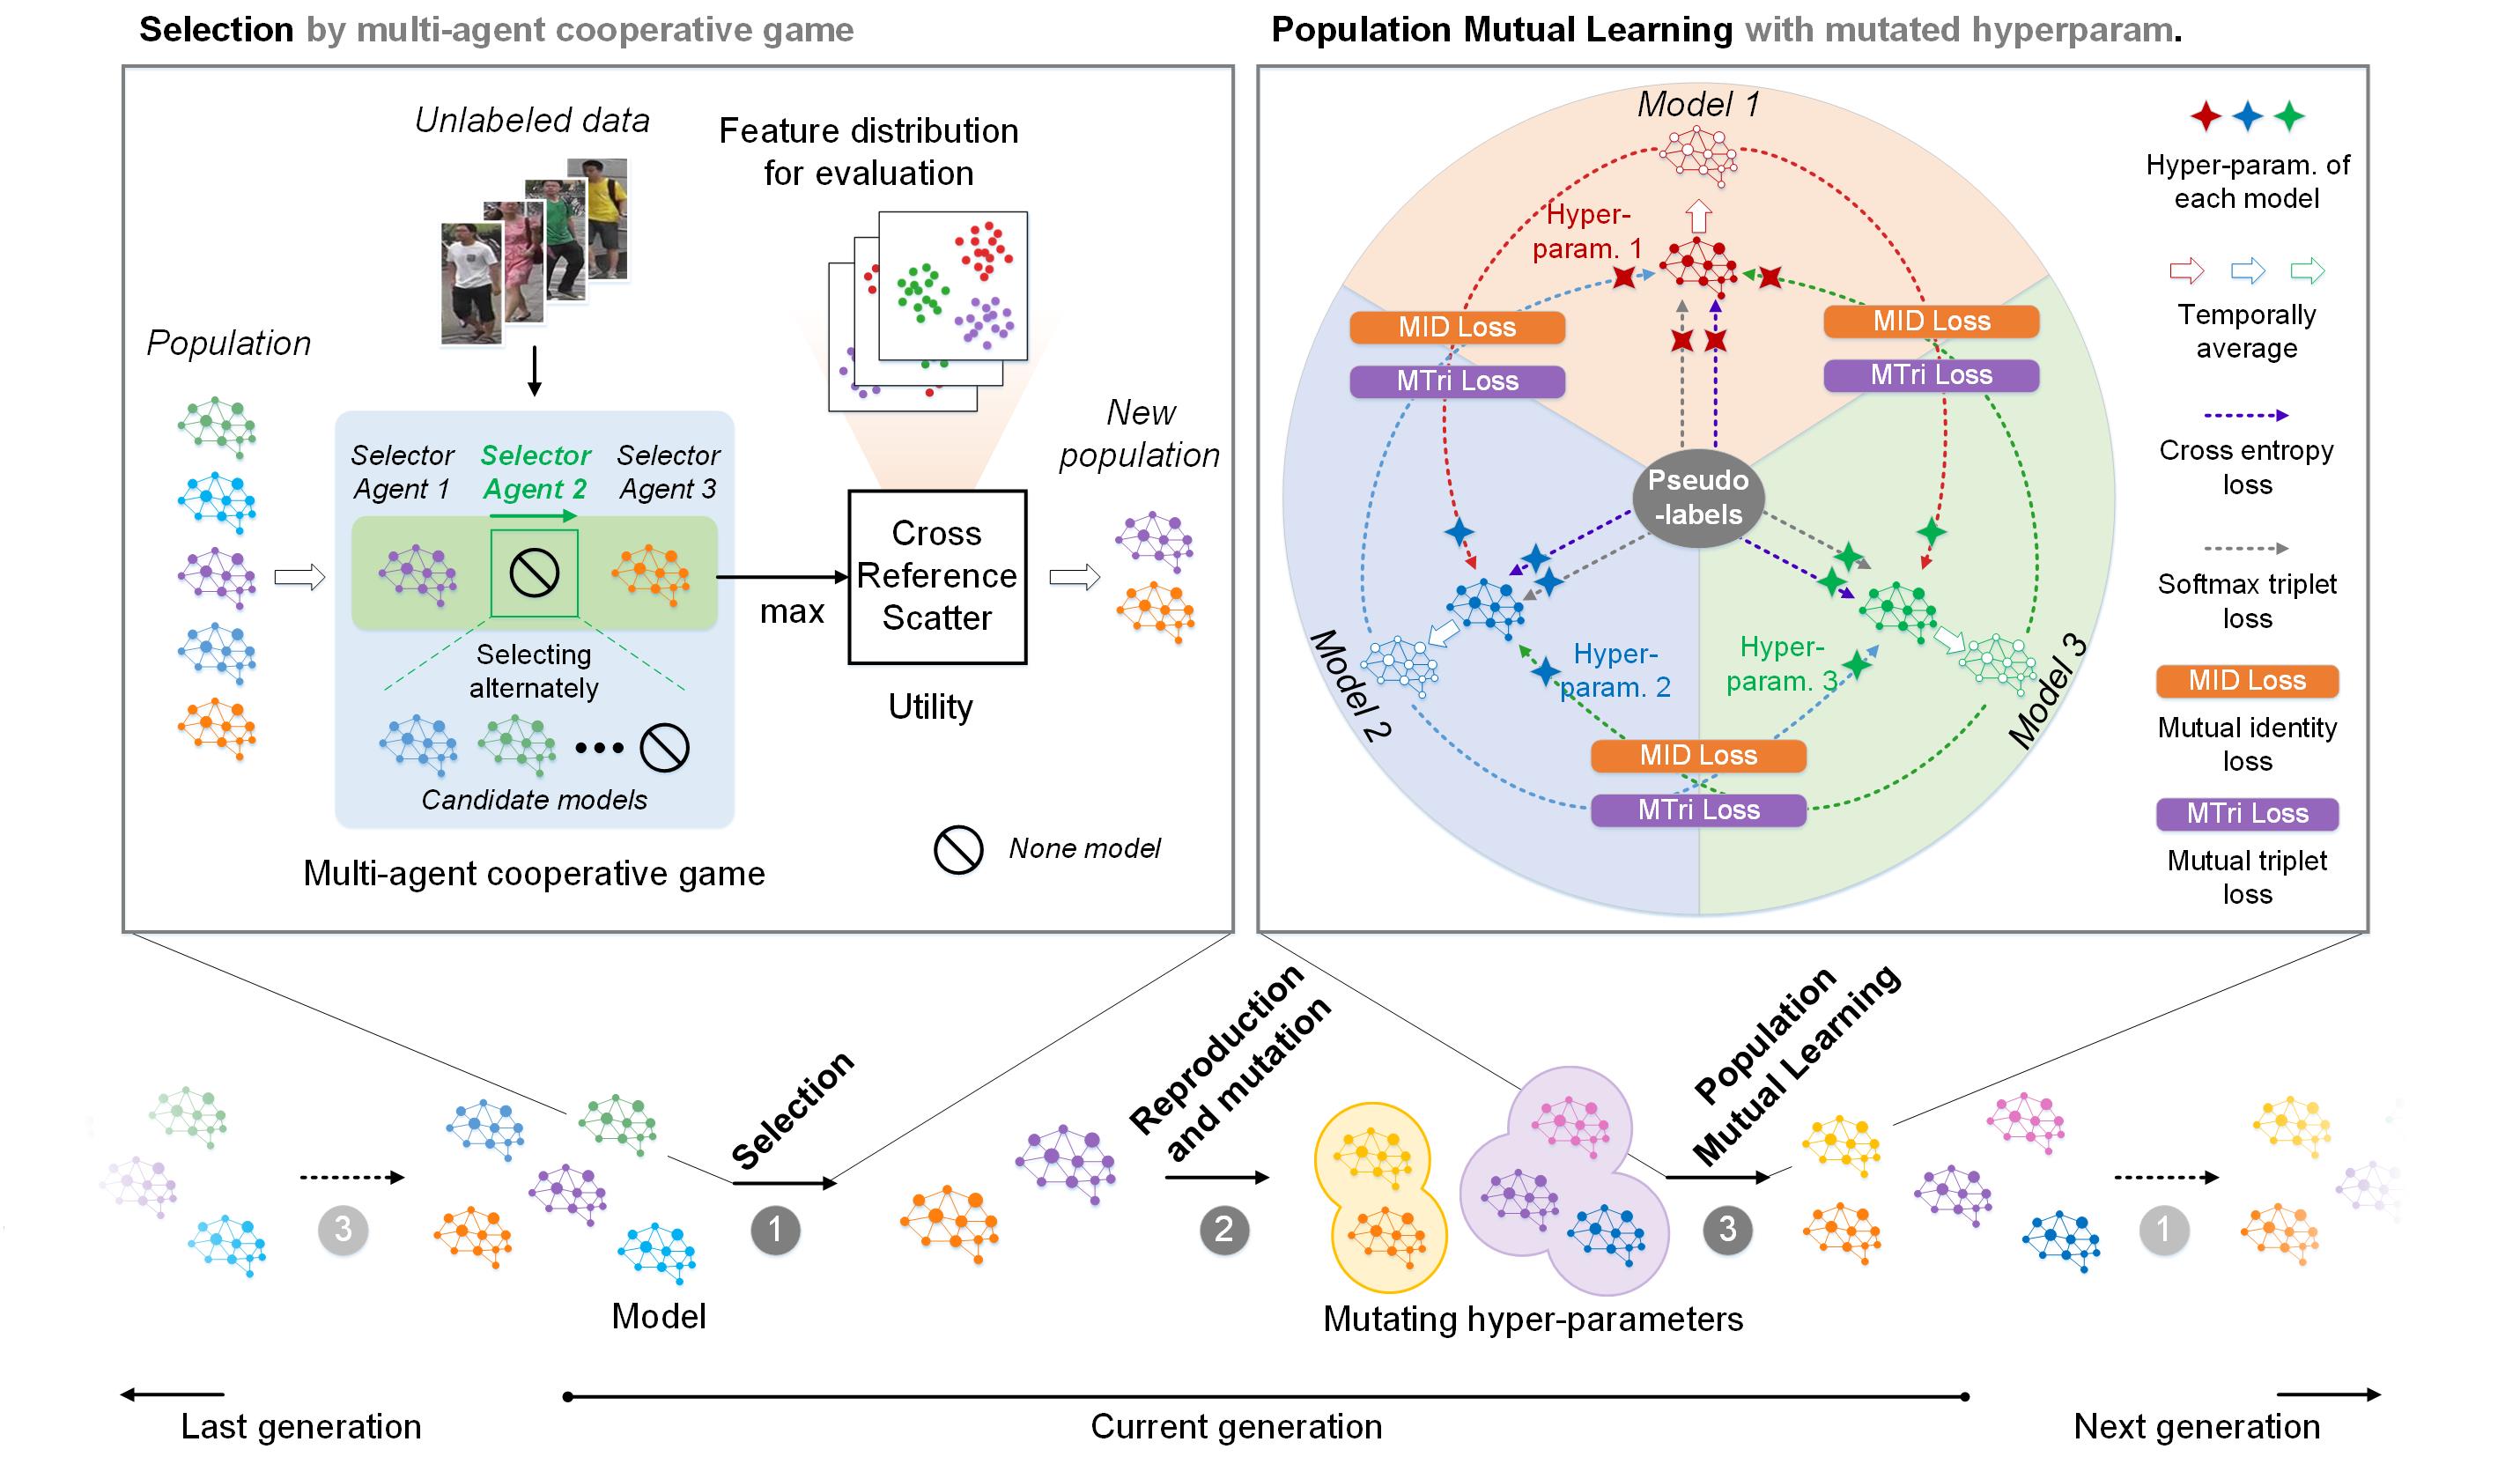 Selection by multi-agent cooperative game
Unlabeled data
Feature distribution
for evaluation
Population
Selector
Agent 1
Selector
Agent 2
Selector
Agent 3
Selecting
alternately
Candidate models
Multi-agent cooperative game
max
Cross
Reference
Scatter
Utility
New
population
None model
Population Mutual Learning with mutated hyperparam.
Model 1
Hyper-
param. 1
MID Loss
MTri Loss
MID Loss
MTri Loss
Pseudo
-labels
Model 2
Hyper-
param. 2
Hyper-
param. 3
Model 3
MID Loss
MTri Loss
Hyper-param. of
each model
Temporally
average
Cross entropy
loss
Softmax triplet
loss
MID Loss
Mutual identity
loss
MTri Loss
Mutual triplet
loss
3
Selection
1
Reproduction
and mutation
2
Population
Mutual Learning
3
1
Model
Mutating hyper-parameters
Last generation
Current generation
Next generation